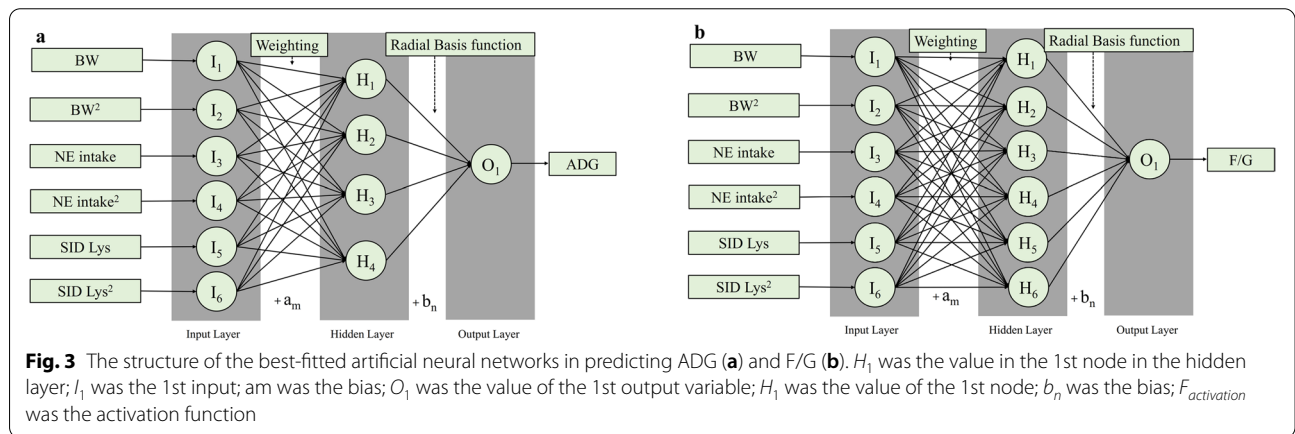 a
Weighting
Radial Basis function
BW
BW²
NE intake
NE intake²
SID Lys
SID Lys²
I₁
I₂
I₃
I₄
I₅
I₆
H₁
H₂
H₃
H₄
O₁
ADG
+ aₘ
+ bₙ
Input Layer
Hidden Layer
Output Layer
b
Weighting
Radial Basis function
BW
BW²
NE intake
NE intake²
SID Lys
SID Lys²
I₁
I₂
I₃
I₄
I₅
I₆
H₁
H₂
H₃
H₄
H₅
H₆
O₁
F/G
+ aₘ
+ bₙ
Input Layer
Hidden Layer
Output Layer
Fig. 3 The structure of the best-fitted artificial neural networks in predicting ADG (a) and F/G (b). H₁ was the value in the 1st node in the hidden
layer; I₁ was the 1st input; am was the bias; O₁ was the value of the 1st output variable; H₁ was the value of the 1st node; bₙ was the bias; F_activation
was the activation function